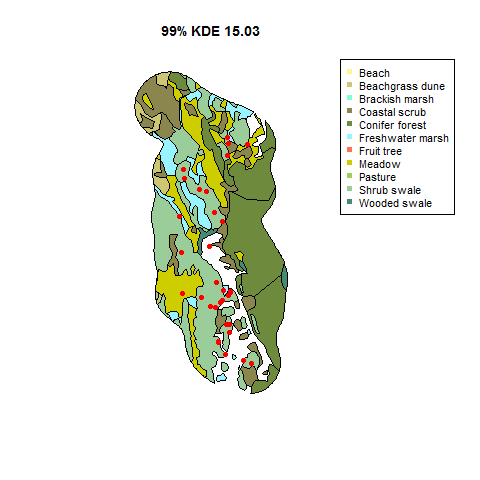 99% KDE 15.03
Beach
Beachgrass dune
Brackish marsh
Coastal scrub
Conifer forest
Freshwater marsh
Fruit tree
Meadow
Pasture
Shrub swale
Wooded swale